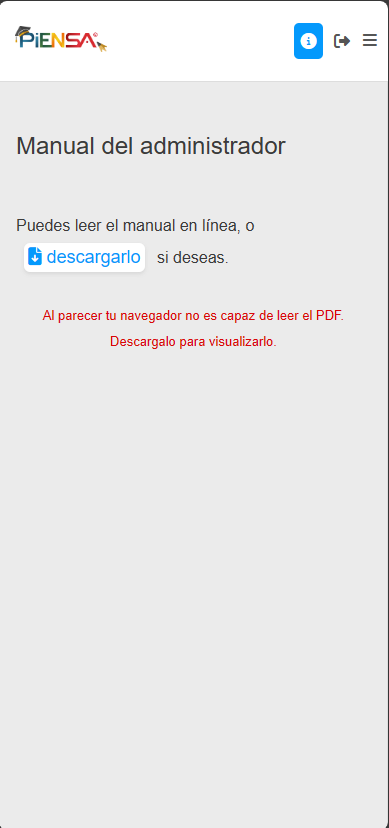 PiENSA
Manual del administrador
Puedes leer el manual en línea, o
descargarlo si deseas.
Al parecer tu navegador no es capaz de leer el PDF.
Descargalo para visualizarlo.